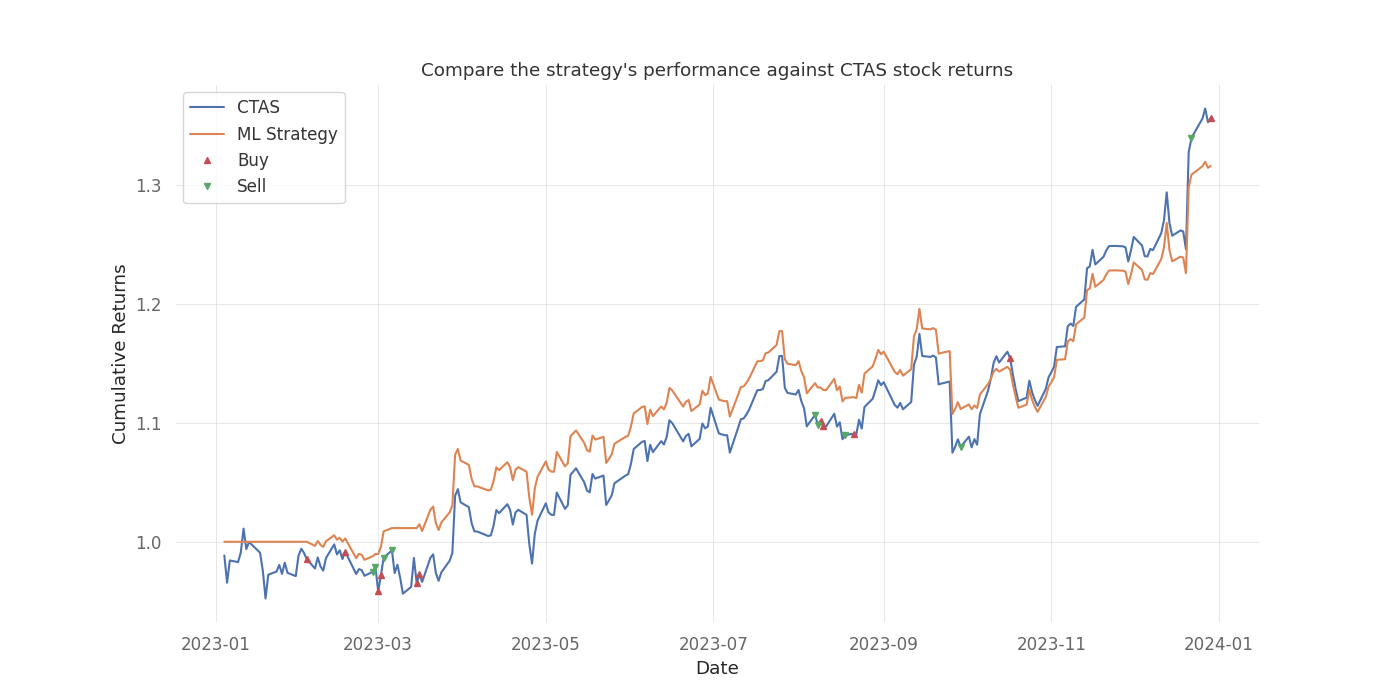 Compare the strategy's performance against CTAS stock returns
CTAS
ML Strategy
Buy
Sell
Cumulative Returns
1.3
1.2
1.1
1.0
2023-01
2023-03
2023-05
2023-07
2023-09
2023-11
2024-01
Date